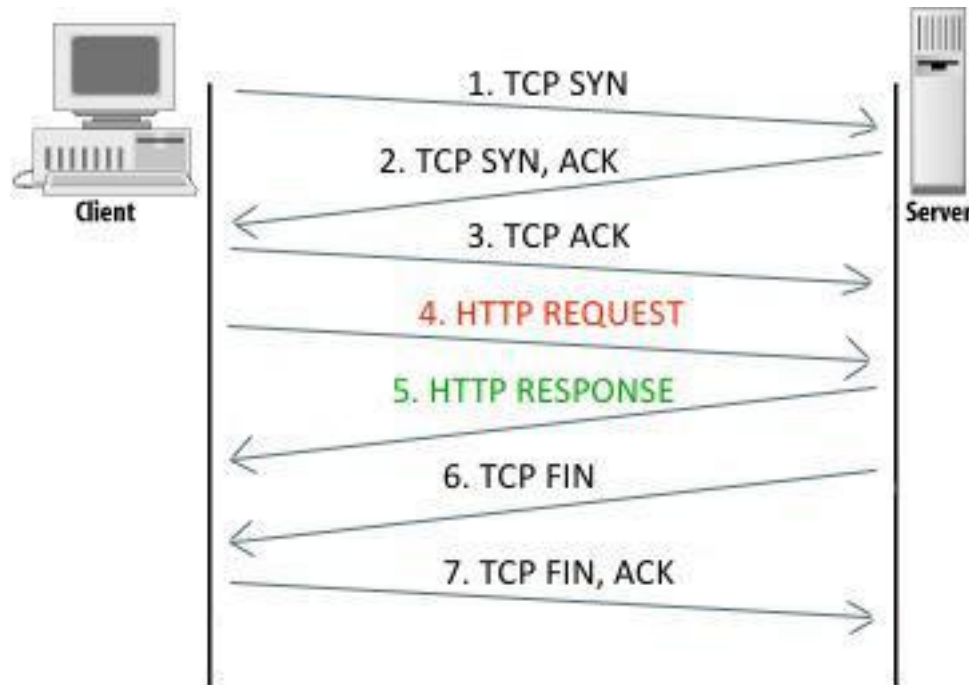 1. TCP SYN
2. TCP SYN, ACK
Client
Server
3. TCP ACK
4. HTTP REQUEST
5. HTTP RESPONSE
6. TCP FIN
7. TCP FIN, ACK